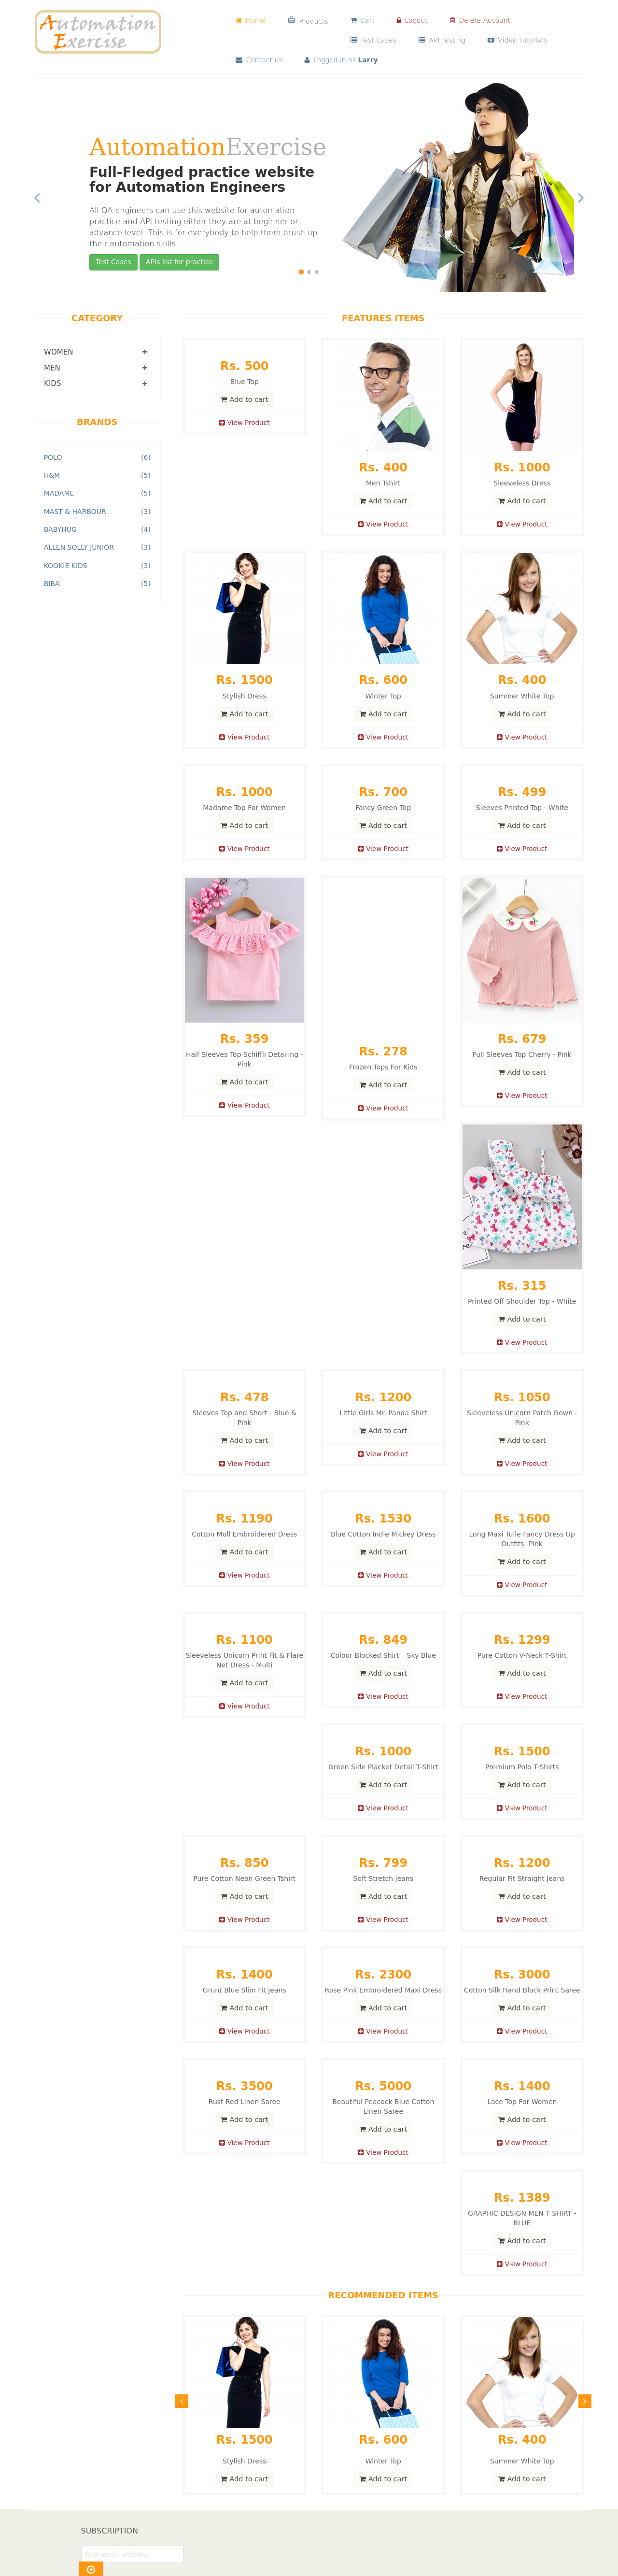 Automation
Exercise
Home
Products
Cart
Logout
Delete Account
Test Cases
API Testing
Video Tutorials
Contact us
Logged in as Larry
AutomationExercise
Full-Fledged practice website
for Automation Engineers
All QA engineers can use this website for automation
practice and API testing either they are at beginner or
advance level. This is for everybody to help them brush up
their automation skills.
Test Cases
APIs list for practice
CATEGORY
WOMEN
MEN
KIDS
BRANDS
POLO (6)
H&M (5)
MADAME (5)
MAST & HARBOUR (3)
BABYHUG (4)
ALLEN SOLLY JUNIOR (3)
KOOKIE KIDS (3)
BIBA (5)
FEATURES ITEMS
Rs. 500
Blue Top
Add to cart
View Product
Rs. 400
Men Tshirt
Add to cart
View Product
Rs. 1000
Sleeveless Dress
Add to cart
View Product
Rs. 1500
Stylish Dress
Add to cart
View Product
Rs. 600
Winter Top
Add to cart
View Product
Rs. 400
Summer White Top
Add to cart
View Product
Rs. 1000
Madame Top For Women
Add to cart
View Product
Rs. 700
Fancy Green Top
Add to cart
View Product
Rs. 499
Sleeves Printed Top - White
Add to cart
View Product
Rs. 359
Half Sleeves Top Schiffli Detailing -
Pink
Add to cart
View Product
Rs. 278
Frozen Tops For Kids
Add to cart
View Product
Rs. 679
Full Sleeves Top Cherry - Pink
Add to cart
View Product
Rs. 315
Printed Off Shoulder Top - White
Add to cart
View Product
Rs. 478
Sleeves Top and Short - Blue &
Pink
Add to cart
View Product
Rs. 1200
Little Girls Mr. Panda Shirt
Add to cart
View Product
Rs. 1050
Sleeveless Unicorn Patch Gown -
Pink
Add to cart
View Product
Rs. 1190
Cotton Mull Embroidered Dress
Add to cart
View Product
Rs. 1530
Blue Cotton Indie Mickey Dress
Add to cart
View Product
Rs. 1600
Long Maxi Tulle Fancy Dress Up
Outfits -Pink
Add to cart
View Product
Rs. 1100
Sleeveless Unicorn Print Fit & Flare
Net Dress - Multi
Add to cart
View Product
Rs. 849
Colour Blocked Shirt – Sky Blue
Add to cart
View Product
Rs. 1299
Pure Cotton V-Neck T-Shirt
Add to cart
View Product
Rs. 1000
Green Side Placket Detail T-Shirt
Add to cart
View Product
Rs. 1500
Premium Polo T-Shirts
Add to cart
View Product
Rs. 850
Pure Cotton Neon Green Tshirt
Add to cart
View Product
Rs. 799
Soft Stretch Jeans
Add to cart
View Product
Rs. 1200
Regular Fit Straight Jeans
Add to cart
View Product
Rs. 1400
Grunt Blue Slim Fit Jeans
Add to cart
View Product
Rs. 2300
Rose Pink Embroidered Maxi Dress
Add to cart
View Product
Rs. 3000
Cotton Silk Hand Block Print Saree
Add to cart
View Product
Rs. 3500
Rust Red Linen Saree
Add to cart
View Product
Rs. 5000
Beautiful Peacock Blue Cotton
Linen Saree
Add to cart
View Product
Rs. 1400
Lace Top For Women
Add to cart
View Product
Rs. 1389
GRAPHIC DESIGN MEN T SHIRT -
BLUE
Add to cart
View Product
RECOMMENDED ITEMS
Rs. 1500
Stylish Dress
Add to cart
Rs. 600
Winter Top
Add to cart
Rs. 400
Summer White Top
Add to cart
SUBSCRIPTION
Your email address